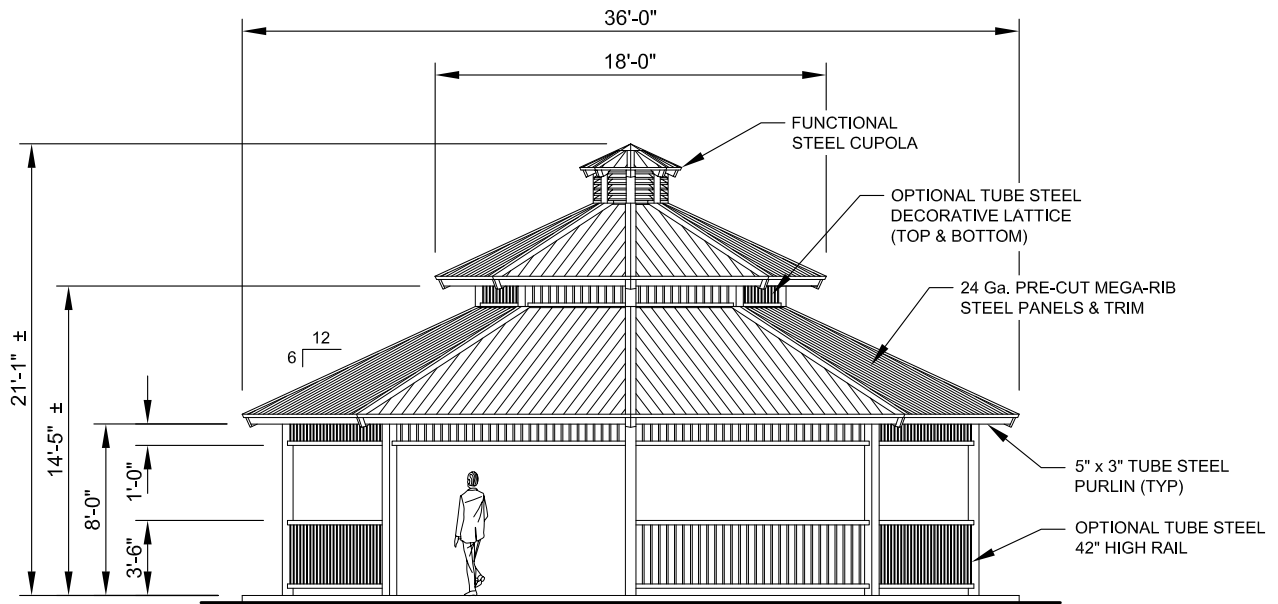 36'-0"
18'-0"
FUNCTIONAL
STEEL CUPOLA
OPTIONAL TUBE STEEL
DECORATIVE LATTICE
(TOP & BOTTOM)
24 Ga. PRE-CUT MEGA-RIB
STEEL PANELS & TRIM
12
6
21'-1" ±
14'-5" ±
8'-0"
1'-0"
3'-6"
5" x 3" TUBE STEEL
PURLIN (TYP)
OPTIONAL TUBE STEEL
42" HIGH RAIL